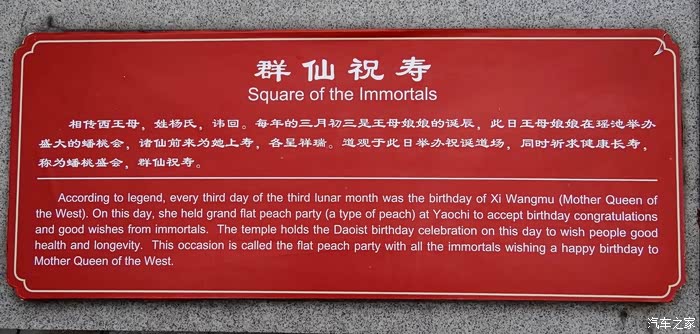 群仙祝寿
Square of the Immortals
相传西王母，姓杨氏，讳回。每年的三月初三是王母娘娘的诞辰，此日王母娘娘在瑶池举办
盛大的蟠桃盛会，诸仙前来为她上寿，各呈祥瑞。道观于此日举办祝诞道场，同时祈求健康长寿，
称为蟠桃盛会，群仙祝寿。
According to legend, every third day of the third lunar month was the birthday of Xi Wangmu (Mother Queen of
the West). On this day, she held grand flat peach party (a type of peach) at Yaochi to accept birthday congratulations
and good wishes from immortals. The temple holds the Daoist birthday celebration on this day to wish people good
health and longevity. This occasion is called the flat peach party with all the immortals wishing a happy birthday to
Mother Queen of the West.
汽车之家